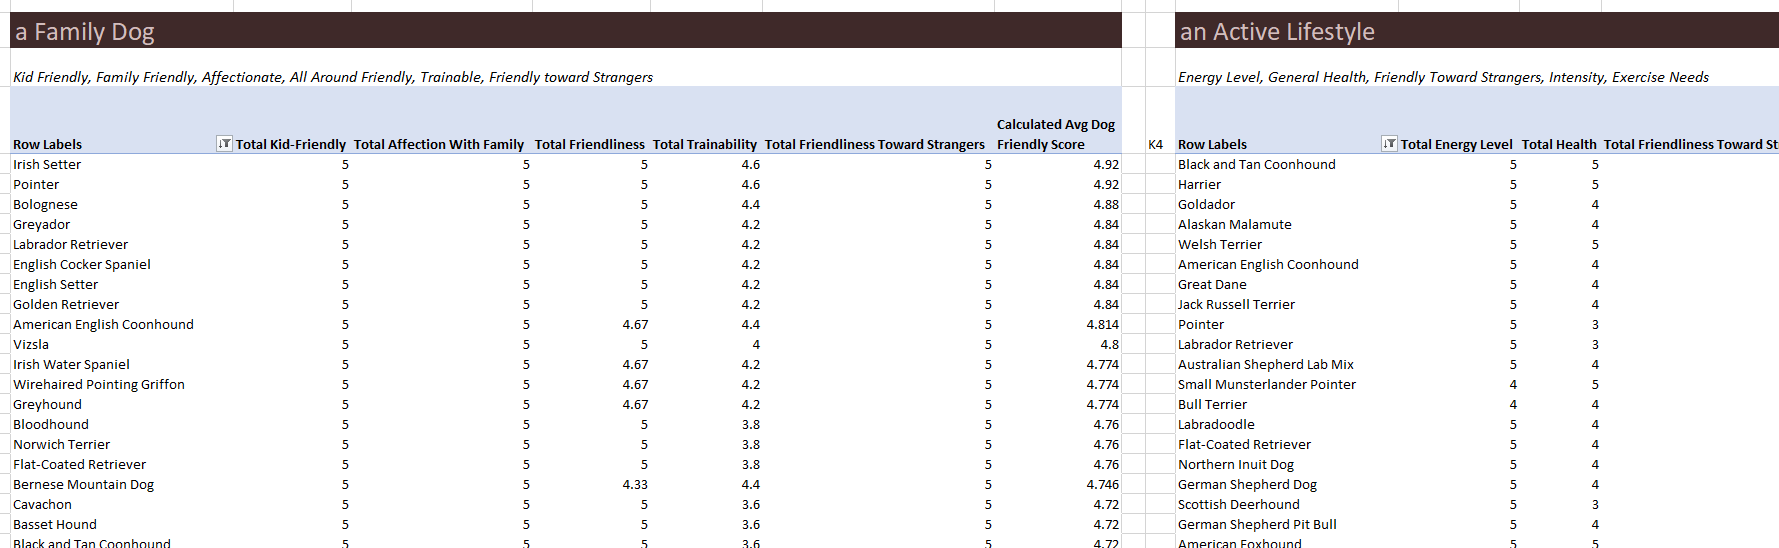 a Family Dog an Active Lifestyle
Kid Friendly, Family Friendly, Affectionate, All Around Friendly, Trainable, Friendly toward Strangers Energy Level, General Health, Friendly Toward Strangers, Intensity, Exercise Needs
Calculated Avg Dog
Row Labels Total Kid-Friendly Total Affection With Family Total Friendliness Total Trainability Total Friendliness Toward Strangers Friendly Score K4 Row Labels Total Energy Level Total Health Total Friendliness Toward St
Irish Setter 5 5 5 4.6 5 4.92 Black and Tan Coonhound 5 5
Pointer 5 5 5 4.6 5 4.92 Harrier 5 5
Bolognese 5 5 5 4.4 5 4.88 Goldador 5 4
Greyador 5 5 5 4.2 5 4.84 Alaskan Malamute 5 4
Labrador Retriever 5 5 5 4.2 5 4.84 Welsh Terrier 5 5
English Cocker Spaniel 5 5 5 4.2 5 4.84 American English Coonhound 5 4
English Setter 5 5 5 4.2 5 4.84 Great Dane 5 4
Golden Retriever 5 5 5 4.2 5 4.84 Jack Russell Terrier 5 4
American English Coonhound 5 5 4.67 4.4 5 4.814 Pointer 5 3
Vizsla 5 5 5 4 5 4.8 Labrador Retriever 5 3
Irish Water Spaniel 5 5 4.67 4.2 5 4.774 Australian Shepherd Lab Mix 5 4
Wirehaired Pointing Griffon 5 5 4.67 4.2 5 4.774 Small Munsterlander Pointer 4 5
Greyhound 5 5 4.67 4.2 5 4.774 Bull Terrier 4 4
Bloodhound 5 5 5 3.8 5 4.76 Labradoodle 5 4
Norwich Terrier 5 5 5 3.8 5 4.76 Flat-Coated Retriever 5 4
Flat-Coated Retriever 5 5 5 3.8 5 4.76 Northern Inuit Dog 5 4
Bernese Mountain Dog 5 5 4.33 4.4 5 4.746 German Shepherd Dog 5 4
Cavachon 5 5 5 3.6 5 4.72 Scottish Deerhound 5 3
Basset Hound 5 5 5 3.6 5 4.72 German Shepherd Pit Bull 5 4
Black and Tan Coonhound 5 5 5 3.6 5 4.72 American Foxhound 5 5